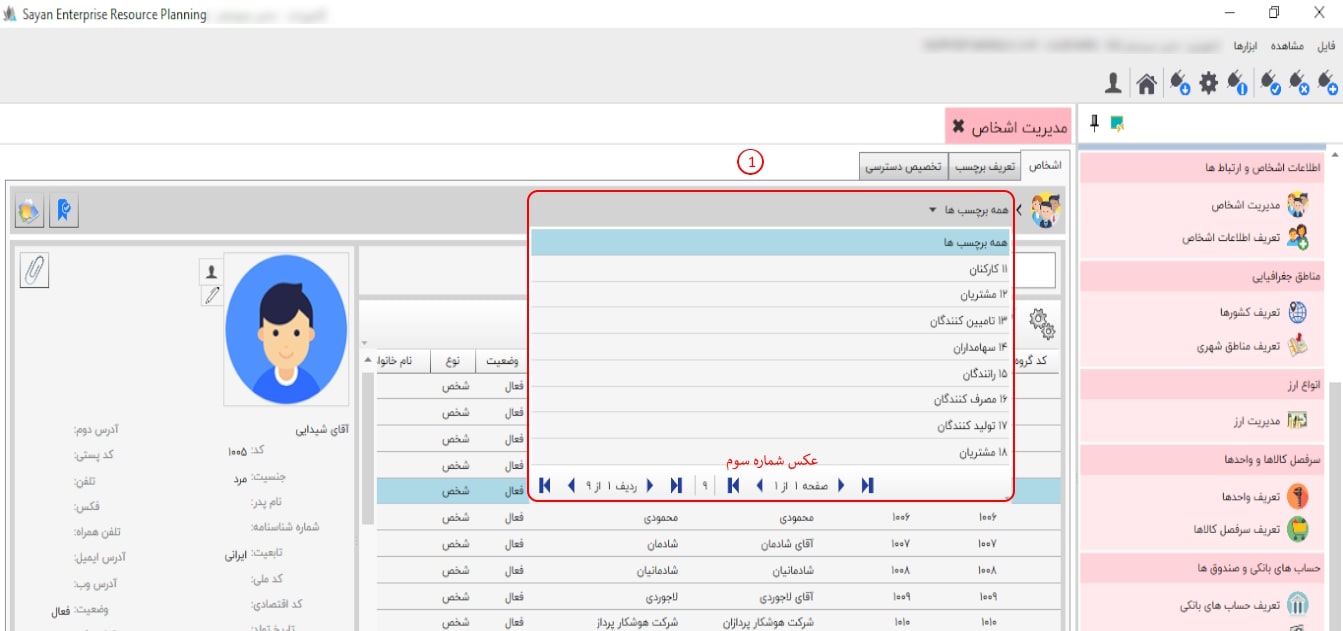 Sayan Enterprise Resource Planning
فایل مشاهده ابزارها
مدیریت اشخاص
اطلاعات اشخاص و ارتباط ها
مدیریت اشخاص
تعریف اطلاعات اشخاص
مناطق جغرافیایی
تعریف کشورها
تعریف مناطق شهری
انواع ارز
مدیریت ارز
سرفصل کالاها و واحدها
تعریف واحدها
تعریف سرفصل کالاها
حساب های بانکی و صندوق ها
تعریف حساب های بانکی
اشخاص تعریف برچسب تخصیص دسترسی
1
همه برچسب ها
همه برچسب ها
۱۱ کارکنان
۱۲ مشتریان
۱۳ تامیین کنندگان
۱۴ سهامداران
۱۵ رانندگان
۱۶ مصرف کنندگان
۱۷ تولید کنندگان
۱۸ مشتریان
عکس شماره سوم
صفحه ۱ از ۱ ۹ ردیف ۱ از ۹
کد گروه وضعیت نوع نام خانوا
فعال شخص
فعال شخص
فعال شخص
فعال شخص
فعال شخص
۱۰۰۶ ۱۰۰۶ محمودی محمودی فعال شخص
۱۰۰۷ ۱۰۰۷ آقای شادمان شادمان فعال شخص
۱۰۰۸ ۱۰۰۸ شادمانیان شادمانیان فعال شخص
۱۰۰۹ ۱۰۰۹ آقای لاجوردی لاجوردی فعال شخص
۱۰۱۰ ۱۰۱۰ شرکت هوشکار پردازان شرکت هوشکار پرداز فعال شخص
آقای شیدایی
کد: ۱۰۰۵
جنسیت: مرد
نام پدر:
شماره شناسنامه:
تابعیت: ایرانی
کد ملی:
کد اقتصادی:
تاریخ تولد:
آدرس دوم:
کد پستی:
تلفن:
فکس:
تلفن همراه:
آدرس ایمیل:
آدرس وب:
وضعیت: فعال